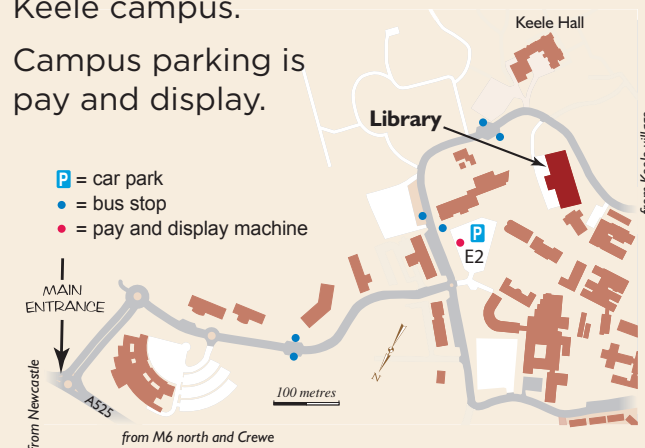 Keele campus.
Campus parking is
pay and display.
Keele Hall
Library
P = car park
= bus stop
= pay and display machine
P
E2
MAIN
ENTRANCE
N
100 metres
A525
from Newcastle
from M6 north and Crewe
from Keele village